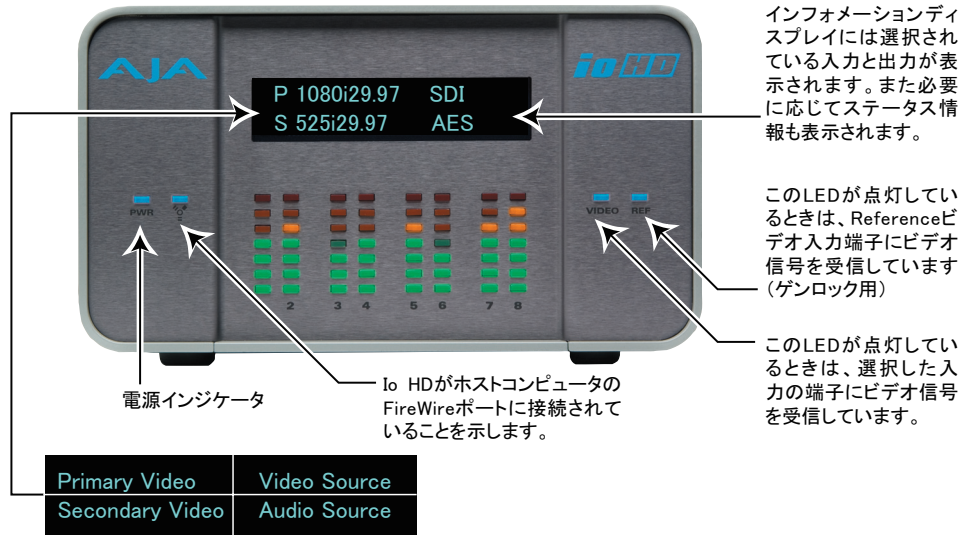 インフォメーションディ
スプレイには選択され
ている入力と出力が表
示されます。また必要
に応じてステータス情
報も表示されます。
AJA
io HD
P 1080i29.97 SDI
S 525i29.97 AES
このLEDが点灯してい
るときは、Referenceビ
デオ入力端子にビデオ
信号を受信しています
(ゲンロック用)
PWR
VIDEO REF
2 3 4 5 6 7 8
このLEDが点灯してい
るときは、選択した入
力の端子にビデオ信号
を受信しています。
電源インジケータ
Io HDがホストコンピュータの
FireWireポートに接続されて
いることを示します。
Primary Video Video Source
Secondary Video Audio Source